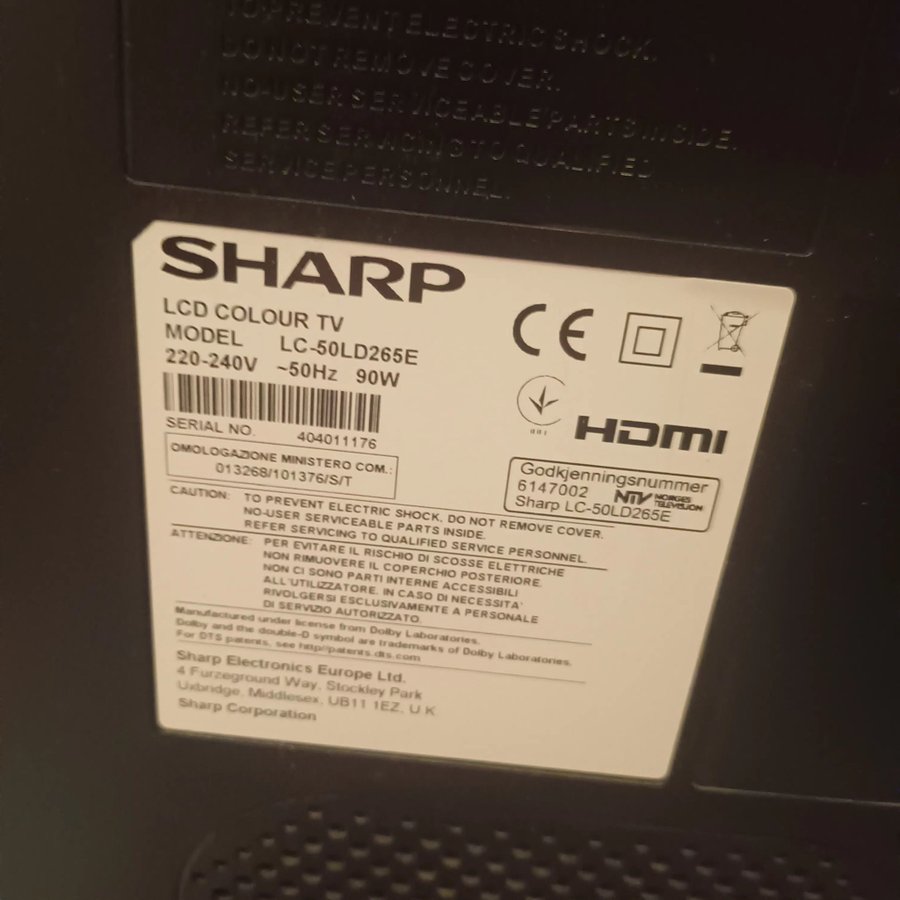 TO PREVENT ELECTRIC SHOCK.
DO NOT REMOVE COVER.
NO-USER SERVICEABLE PARTS INSIDE.
REFER SERVICING TO QUALIFIED
SERVICE PERSONNEL.
SHARP
LCD COLOUR TV
MODEL LC-50LD265E
220-240V ~50Hz 90W
SERIAL NO. 404011176
OMOLOGAZIONE MINISTERO COM.:
013268/101376/S/T
HDMI
Godkjenningsnummer
6147002 NTV NORGES TELEVISJON
Sharp LC-50LD265E
CAUTION: TO PREVENT ELECTRIC SHOCK, DO NOT REMOVE COVER.
NO-USER SERVICEABLE PARTS INSIDE.
REFER SERVICING TO QUALIFIED SERVICE PERSONNEL.
ATTENZIONE: PER EVITARE IL RISCHIO DI SCOSSE ELETTRICHE
NON RIMUOVERE IL COPERCHIO POSTERIORE.
NON CI SONO PARTI INTERNE ACCESSIBILI
ALL'UTILIZZATORE. IN CASO DI NECESSITA'
RIVOLGERSI ESCLUSIVAMENTE A PERSONALE
DI SERVIZIO AUTORIZZATO.
Manufactured under license from Dolby Laboratories.
Dolby and the double-D symbol are trademarks of Dolby Laboratories.
For DTS patents, see http//patents.dts.com
Sharp Electronics Europe Ltd.
4 Furzeground Way, Stockley Park
Uxbridge, Middlesex, UB11 1EZ, U K
Sharp Corporation